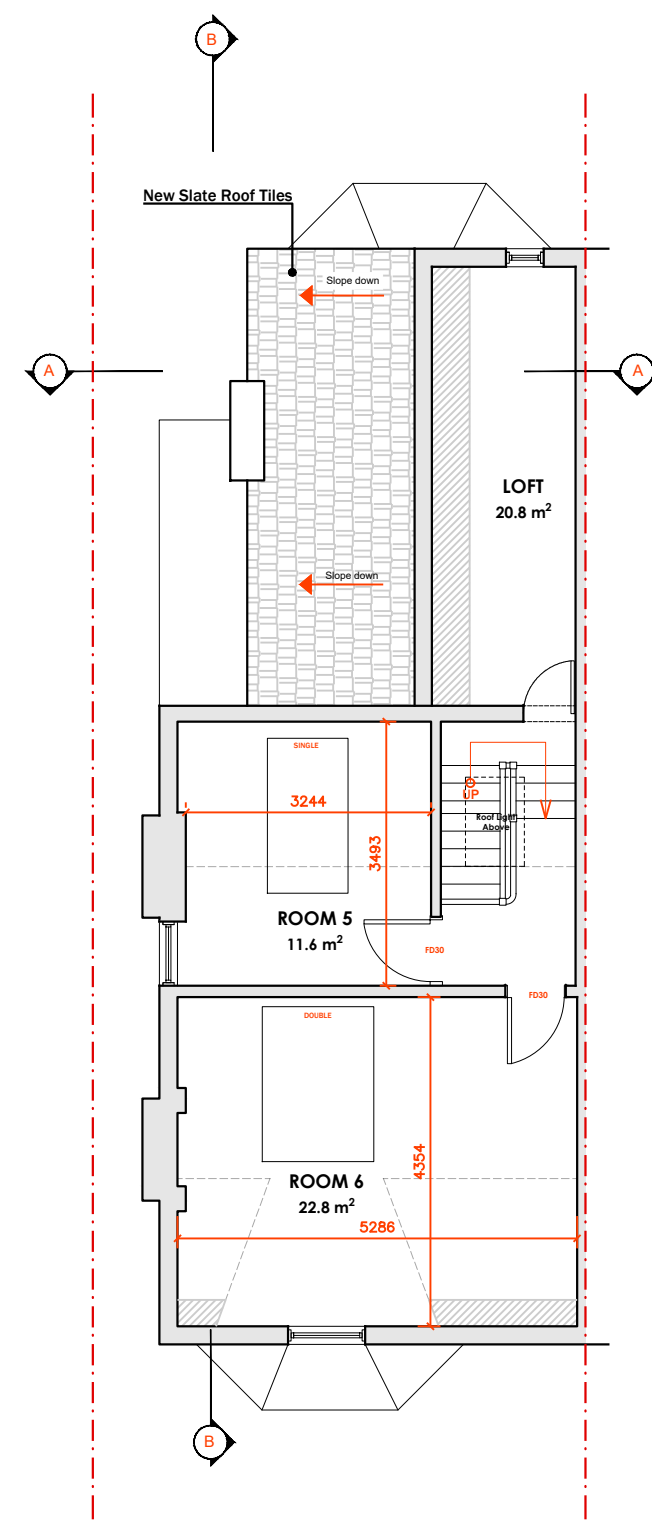 B
New Slate Roof Tiles
Slope down
A
A
LOFT
20.8 m²
Slope down
SINGLE
3244
3493
UP
Roof Light
Above
ROOM 5
11.6 m²
FD30
FD30
DOUBLE
4354
ROOM 6
22.8 m²
5286
B